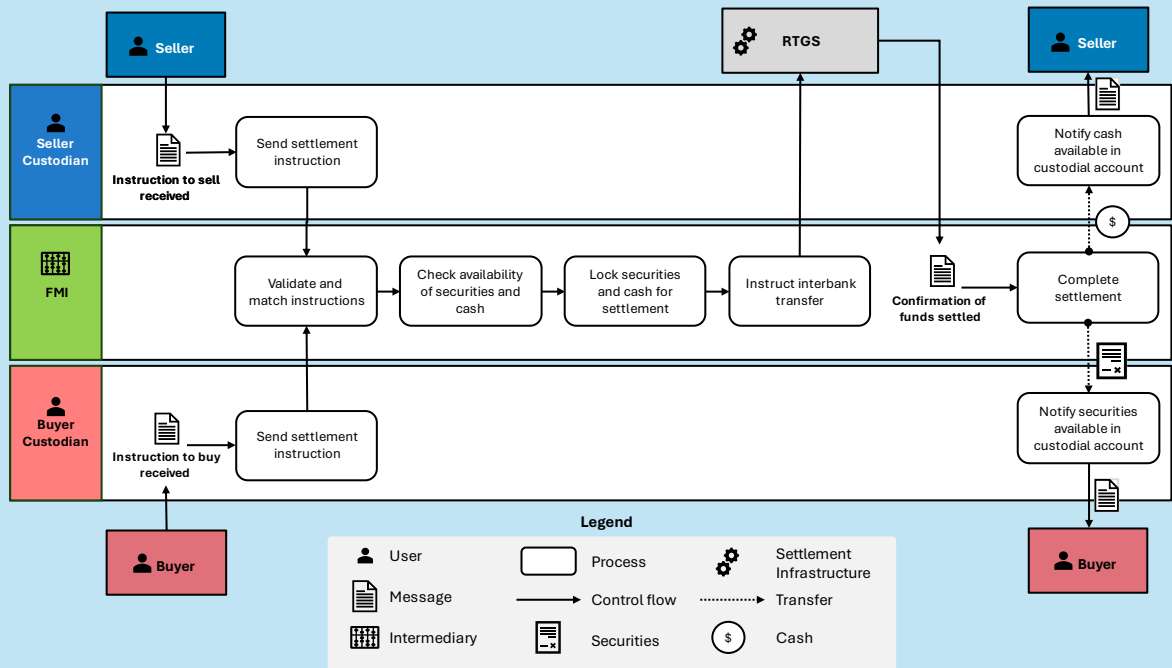 Seller
RTGS
Seller
Seller
Custodian
Instruction to sell
received
Send settlement
instruction
Notify cash
available in
custodial account
$
FMI
Validate and
match instructions
Check availability
of securities and
cash
Lock securities
and cash for
settlement
Instruct interbank
transfer
Confirmation of
funds settled
Complete
settlement
Buyer
Custodian
Instruction to buy
received
Send settlement
instruction
Notify securities
available in
custodial account
Buyer
Buyer
Legend
User
Process
Settlement
Infrastructure
Message
Control flow
Transfer
Intermediary
Securities
$
Cash